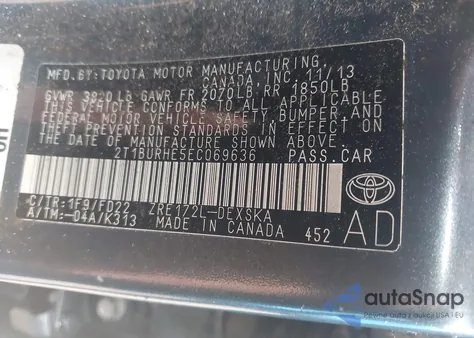 MFD.BY:TOYOTA MOTOR MANUFACTURING,
CANADA, INC. 11/13
GVWR 3820 LB GAWR FR 2070LB RR 1850LB
THIS VEHICLE CONFORMS TO ALL APPLICABLE
FEDERAL MOTOR VEHICLE SAFETY AND
THEFT PREVENTION STANDARDS IN EFFECT ON
THE DATE OF MANUFACTURE SHOWN ABOVE.
2T1BURHE5EC069636 PASS.CAR
C/TR:1F9/FD22 ZRE172L-DEXSKA
A/TM:-04A/K313 MADE IN CANADA 452
AD
autoSnap